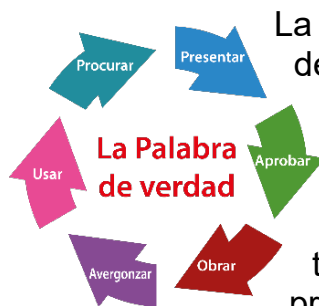 La
de
Procurar
Presentar
La Palabra
de verdad
Usar
Aprobar
Avergonzar
Obrar
t
pr